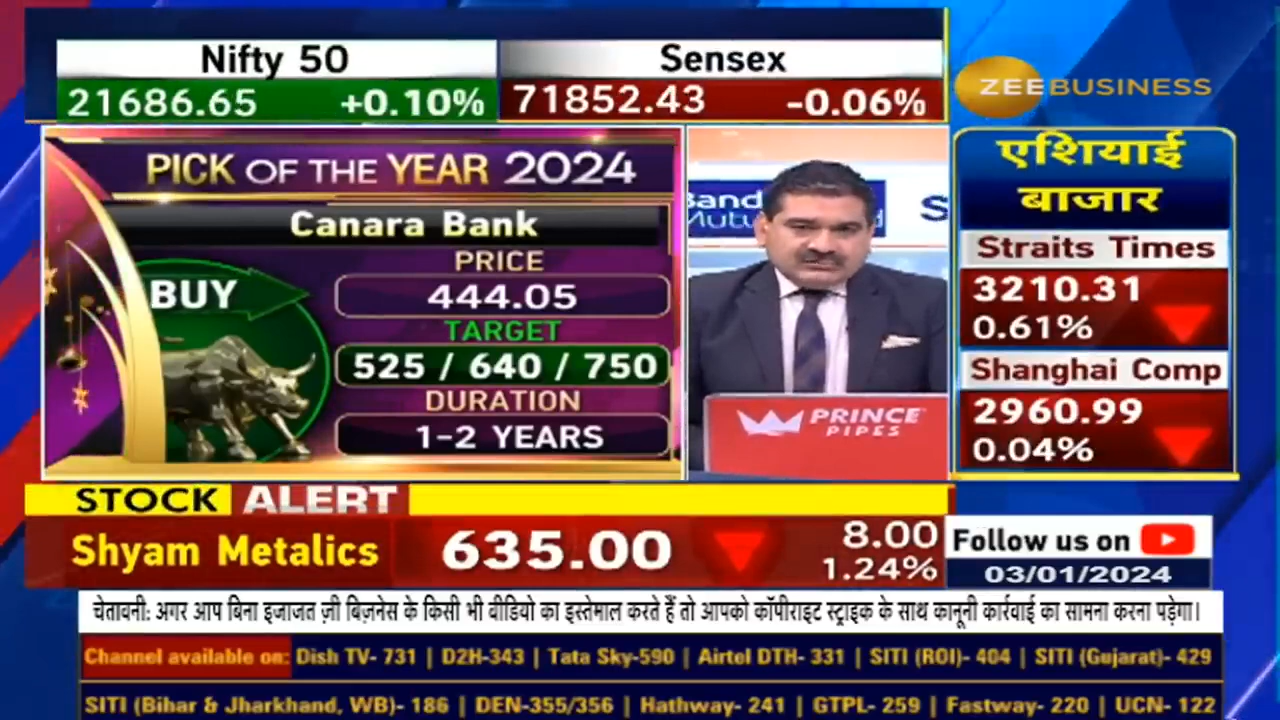 Nifty 50
21686.65 +0.10%
Sensex
71852.43 -0.06%
ZEEBUSINESS
PICK OF THE YEAR 2024
Canara Bank
BUY
PRICE
444.05
TARGET
525 / 640 / 750
DURATION
1-2 YEARS
PRINCE
PIPES
एशियाई
बाजार
Straits Times
3210.31
0.61%
Shanghai Comp
2960.99
0.04%
STOCK ALERT
Shyam Metalics 635.00 8.00
1.24%
Follow us on
03/01/2024
चेतावनी: अगर आप बिना इजाजत ज़ी बिज़नेस के किसी भी वीडियो का इस्तेमाल करते हैं तो आपको कॉपीराइट स्ट्राइक के साथ कानूनी कार्रवाई का सामना करना पड़ेगा।
Channel available on: Dish TV- 731 | D2H-343 | Tata Sky-590 | Airtel DTH- 331 | SITI (ROI)- 404 | SITI (Gujarat)- 429
SITI (Bihar & Jharkhand, WB)- 186 | DEN-355/356 | Hathway- 241 | GTPL- 259 | Fastway- 220 | UCN- 122